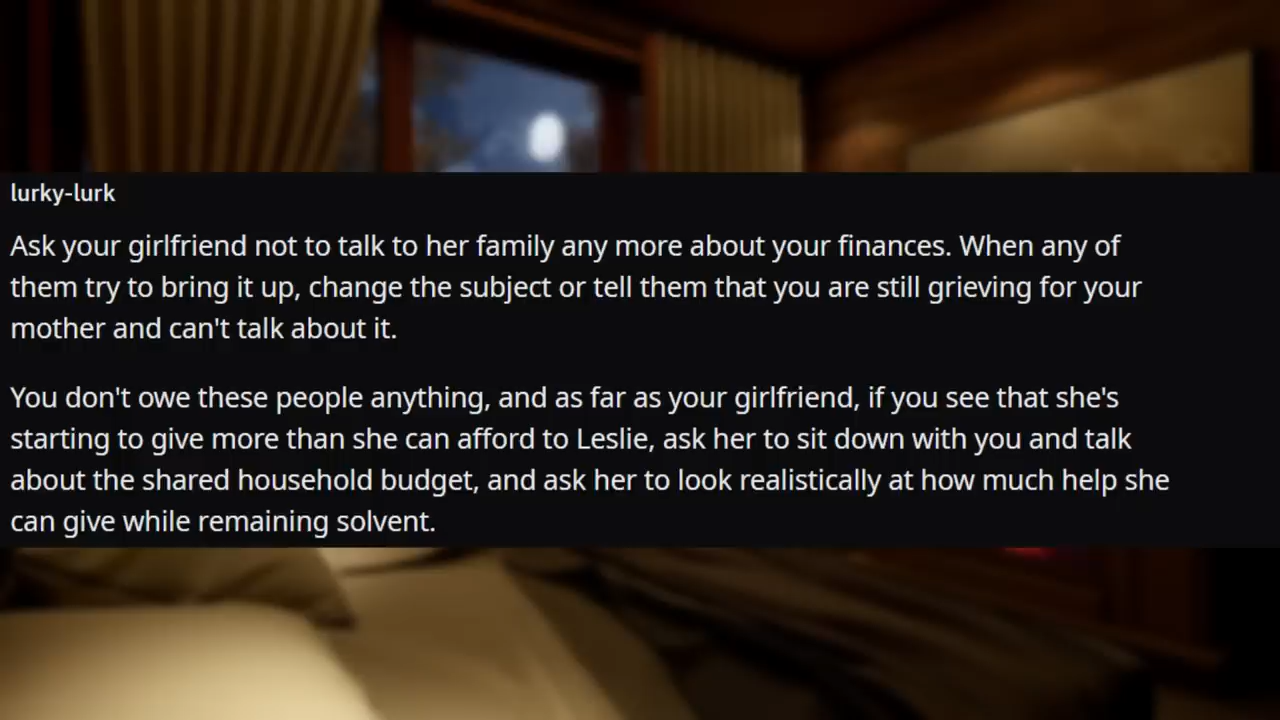 lurky-lurk
Ask your girlfriend not to talk to her family any more about your finances. When any of
them try to bring it up, change the subject or tell them that you are still grieving for your
mother and can't talk about it.
You don't owe these people anything, and as far as your girlfriend, if you see that she's
starting to give more than she can afford to Leslie, ask her to sit down with you and talk
about the shared household budget, and ask her to look realistically at how much help she
can give while remaining solvent.